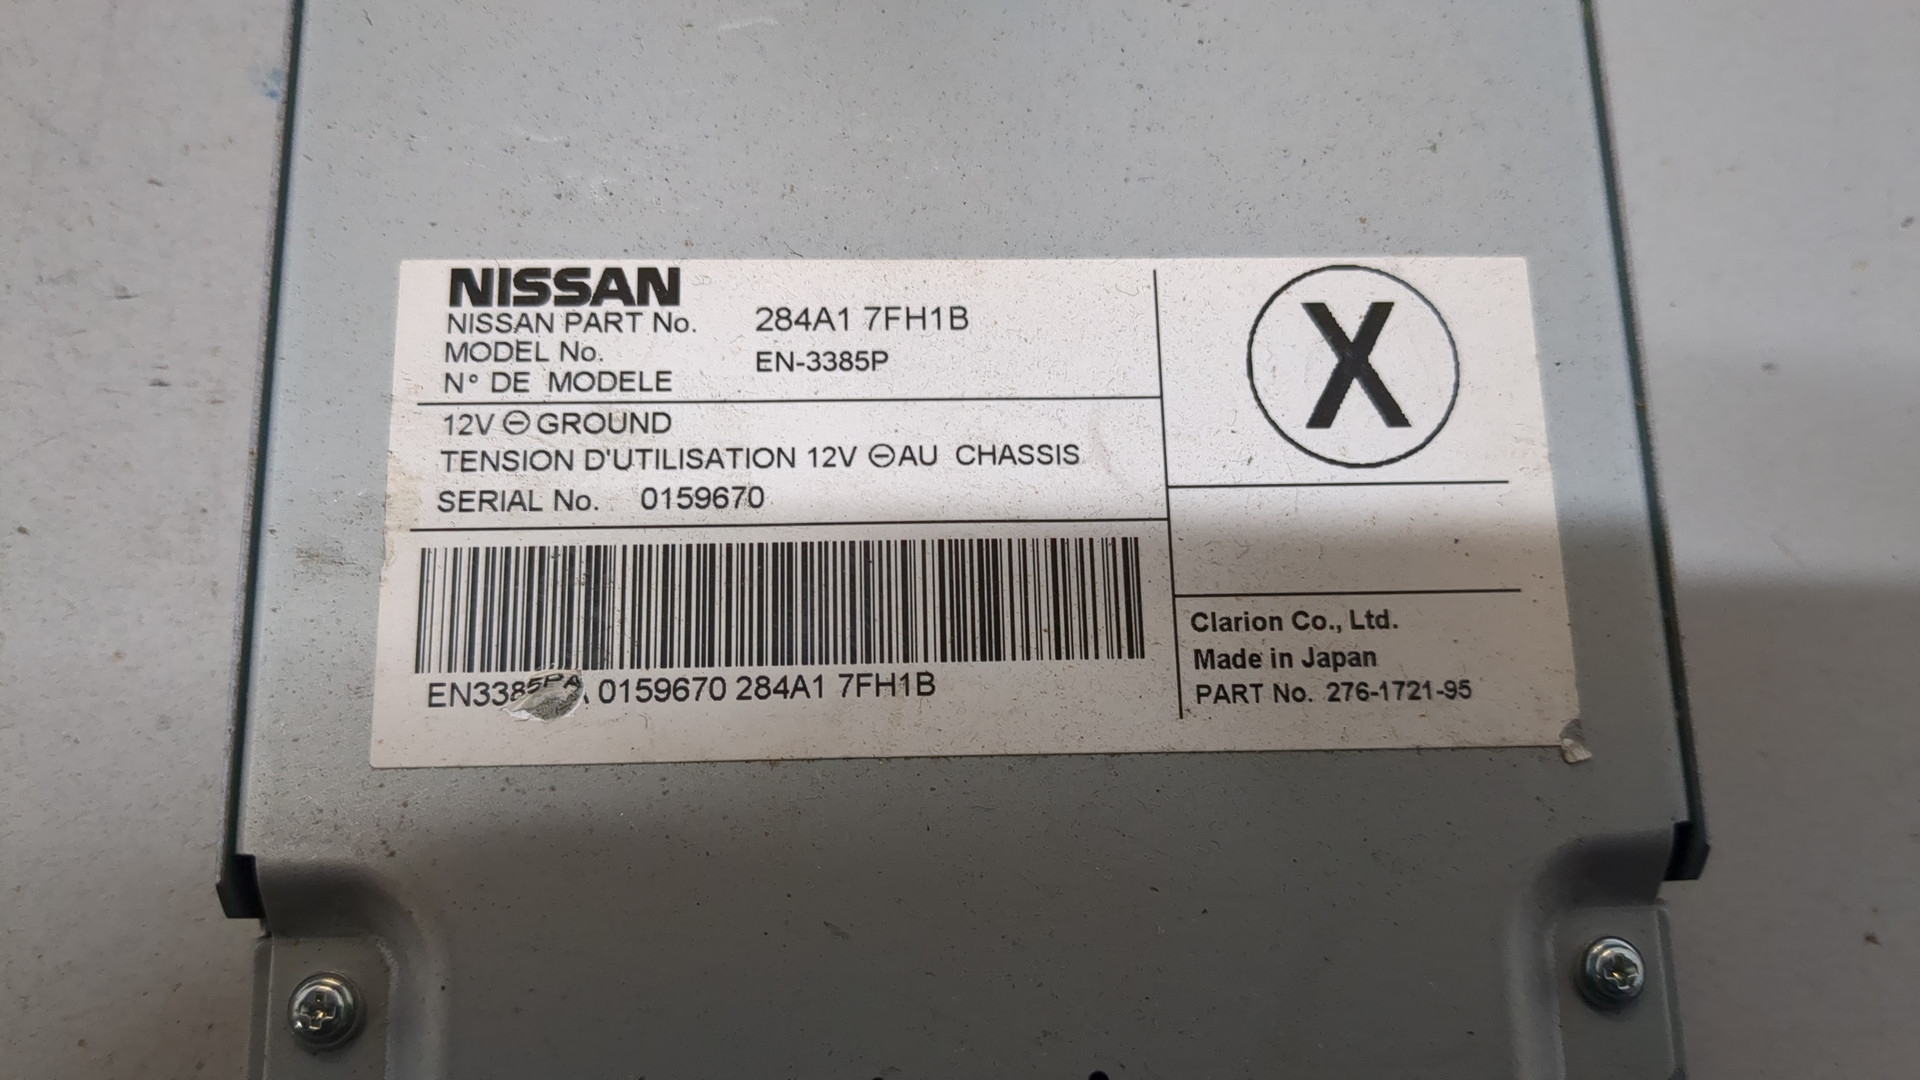 NISSAN
NISSAN PART No. 284A1 7FH1B
MODEL No.
N° DE MODELE EN-3385P
12V ⊖ GROUND
TENSION D'UTILISATION 12V ⊖ AU CHASSIS
SERIAL No. 0159670
EN3385PA 0159670 284A1 7FH1B
X
Clarion Co., Ltd.
Made in Japan
PART No. 276-1721-95